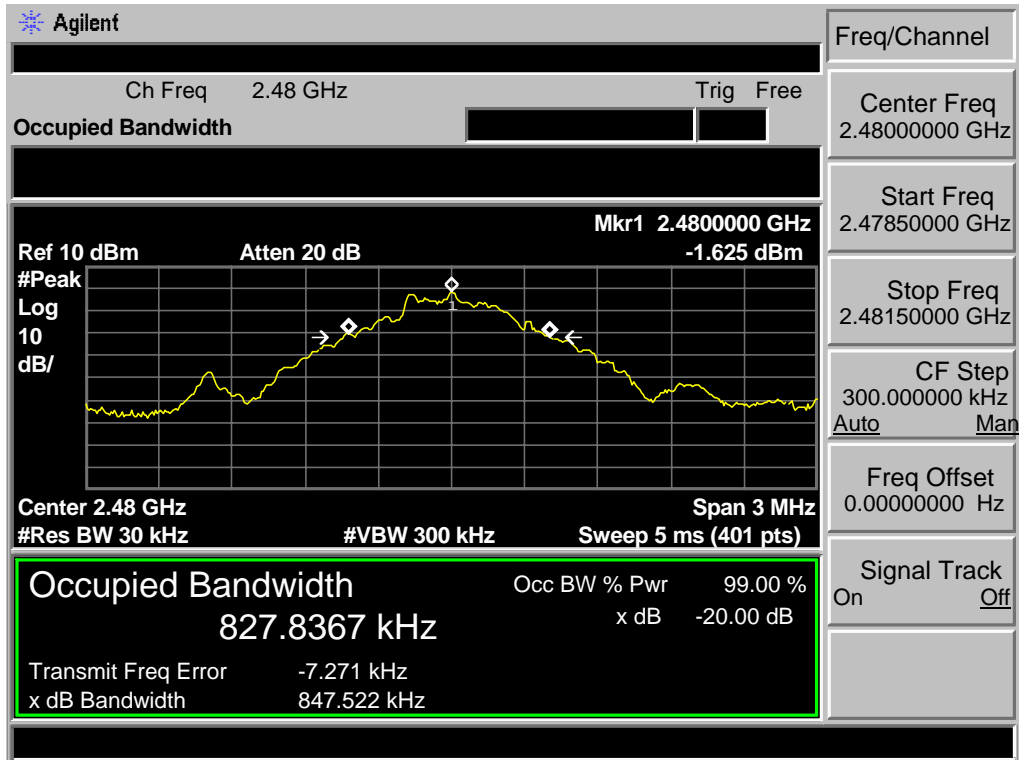 Agilent
Freq/Channel
Ch Freq 2.48 GHz Trig Free
Occupied Bandwidth
Center Freq
2.48000000 GHz
Start Freq
2.47850000 GHz
Stop Freq
2.48150000 GHz
CF Step
300.000000 kHz
Auto Man
Freq Offset
0.00000000 Hz
Signal Track
On Off
Mkr1 2.4800000 GHz
Ref 10 dBm Atten 20 dB -1.625 dBm
#Peak
Log
10
dB/
1
Center 2.48 GHz Span 3 MHz
#Res BW 30 kHz #VBW 300 kHz Sweep 5 ms (401 pts)
Occupied Bandwidth
827.8367 kHz
Occ BW % Pwr 99.00 %
x dB -20.00 dB
Transmit Freq Error -7.271 kHz
x dB Bandwidth 847.522 kHz